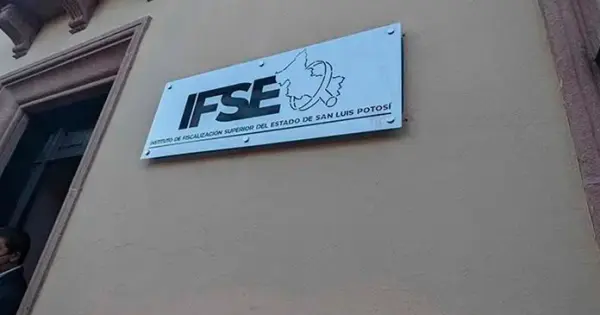 IFSE
INSTITUTO DE FISCALIZACIÓN SUPERIOR DEL ESTADO DE SAN LUIS POTOSÍ